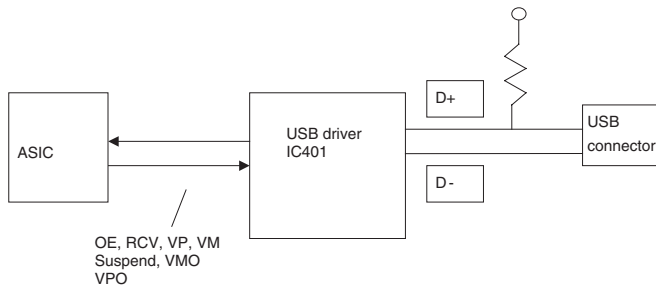 D+
USB driver
IC401
USB
connector
ASIC
D-
OE, RCV, VP, VM
Suspend, VMO
VPO